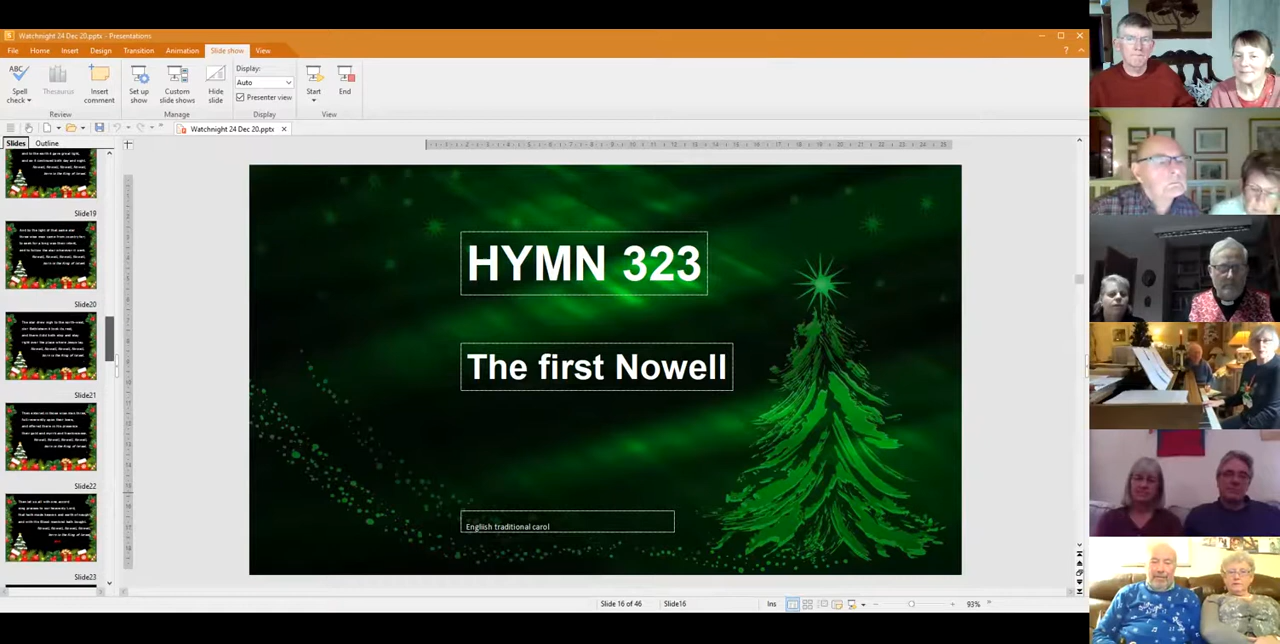 Watchnight 24 Dec 20.pptx - Presentations
File Home Insert Design Transition Animation Slide show View
ABC
Spell check
Thesaurus
Insert comment
Set up show
Custom slide shows
Hide slide
Display:
Auto
Presenter view
Start
End
Review
Manage
Display
View
Watchnight 24 Dec 20.pptx
Slides Outline
Slide19
Slide20
Slide21
Slide22
Slide23
HYMN 323
The first Nowell
English traditional carol
Slide 16 of 46 Slide16 Ins 93%